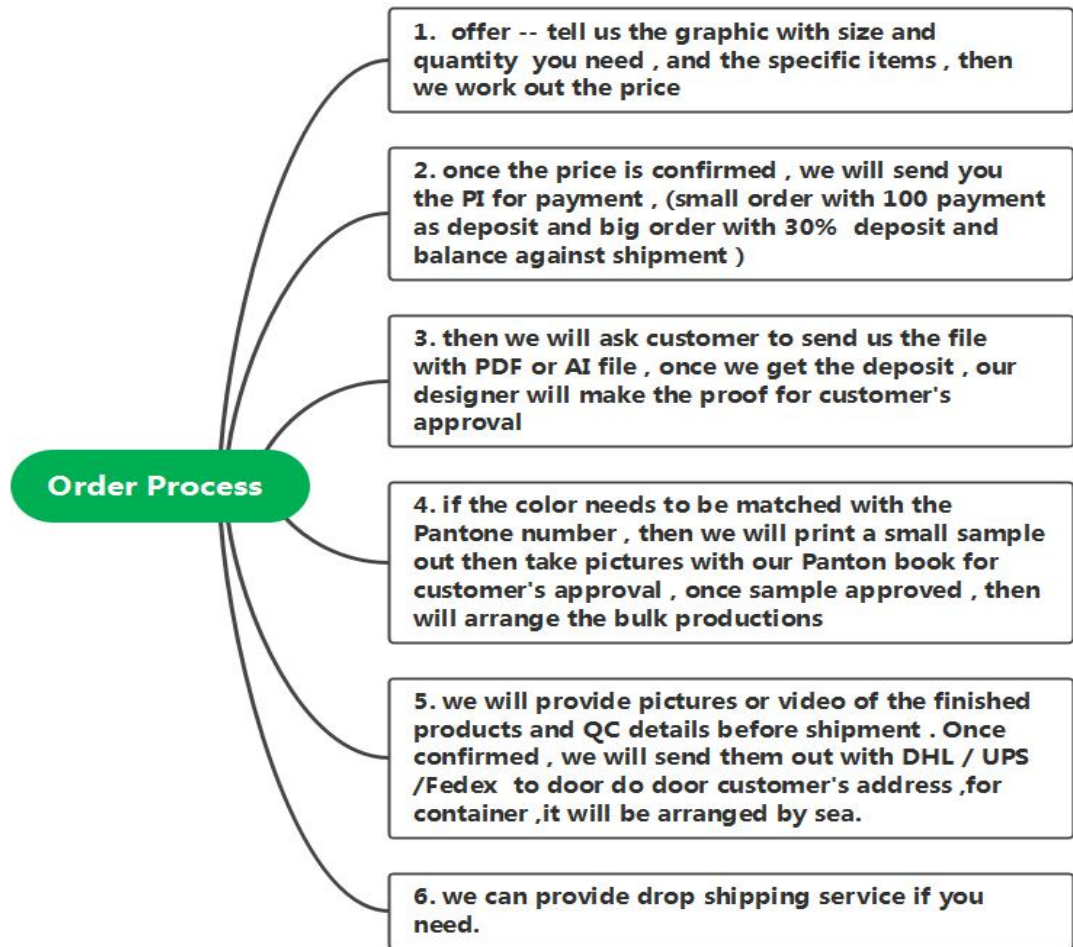 Order Process
1. offer -- tell us the graphic with size and
quantity you need , and the specific items , then
we work out the price
2. once the price is confirmed , we will send you
the PI for payment , (small order with 100 payment
as deposit and big order with 30% deposit and
balance against shipment )
3. then we will ask customer to send us the file
with PDF or AI file , once we get the deposit , our
designer will make the proof for customer's
approval
4. if the color needs to be matched with the
Pantone number , then we will print a small sample
out then take pictures with our Panton book for
customer's approval , once sample approved , then
will arrange the bulk productions
5. we will provide pictures or video of the finished
products and QC details before shipment . Once
confirmed , we will send them out with DHL / UPS
/Fedex to door do door customer's address ,for
container ,it will be arranged by sea.
6. we can provide drop shipping service if you
need.